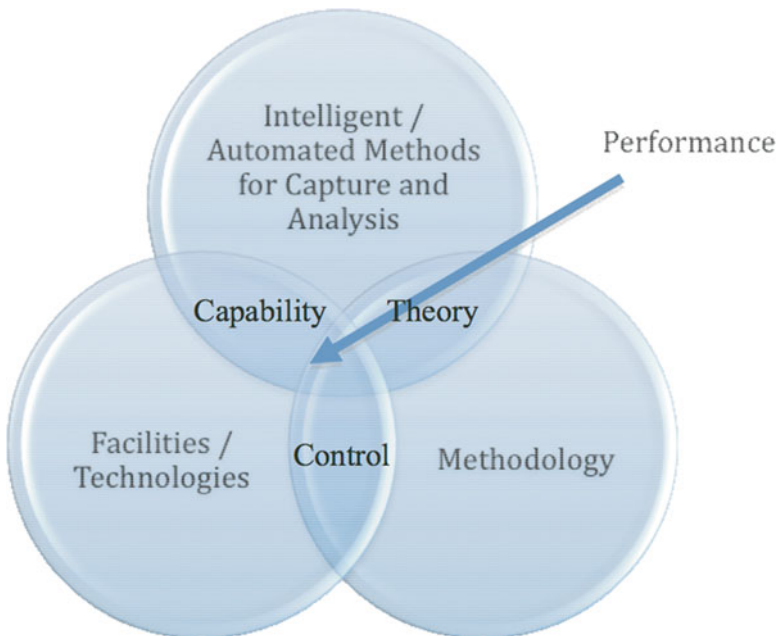 Intelligent /
Automated Methods
for Capture and
Analysis
Performance
Capability
Theory
Facilities /
Technologies
Control
Methodology